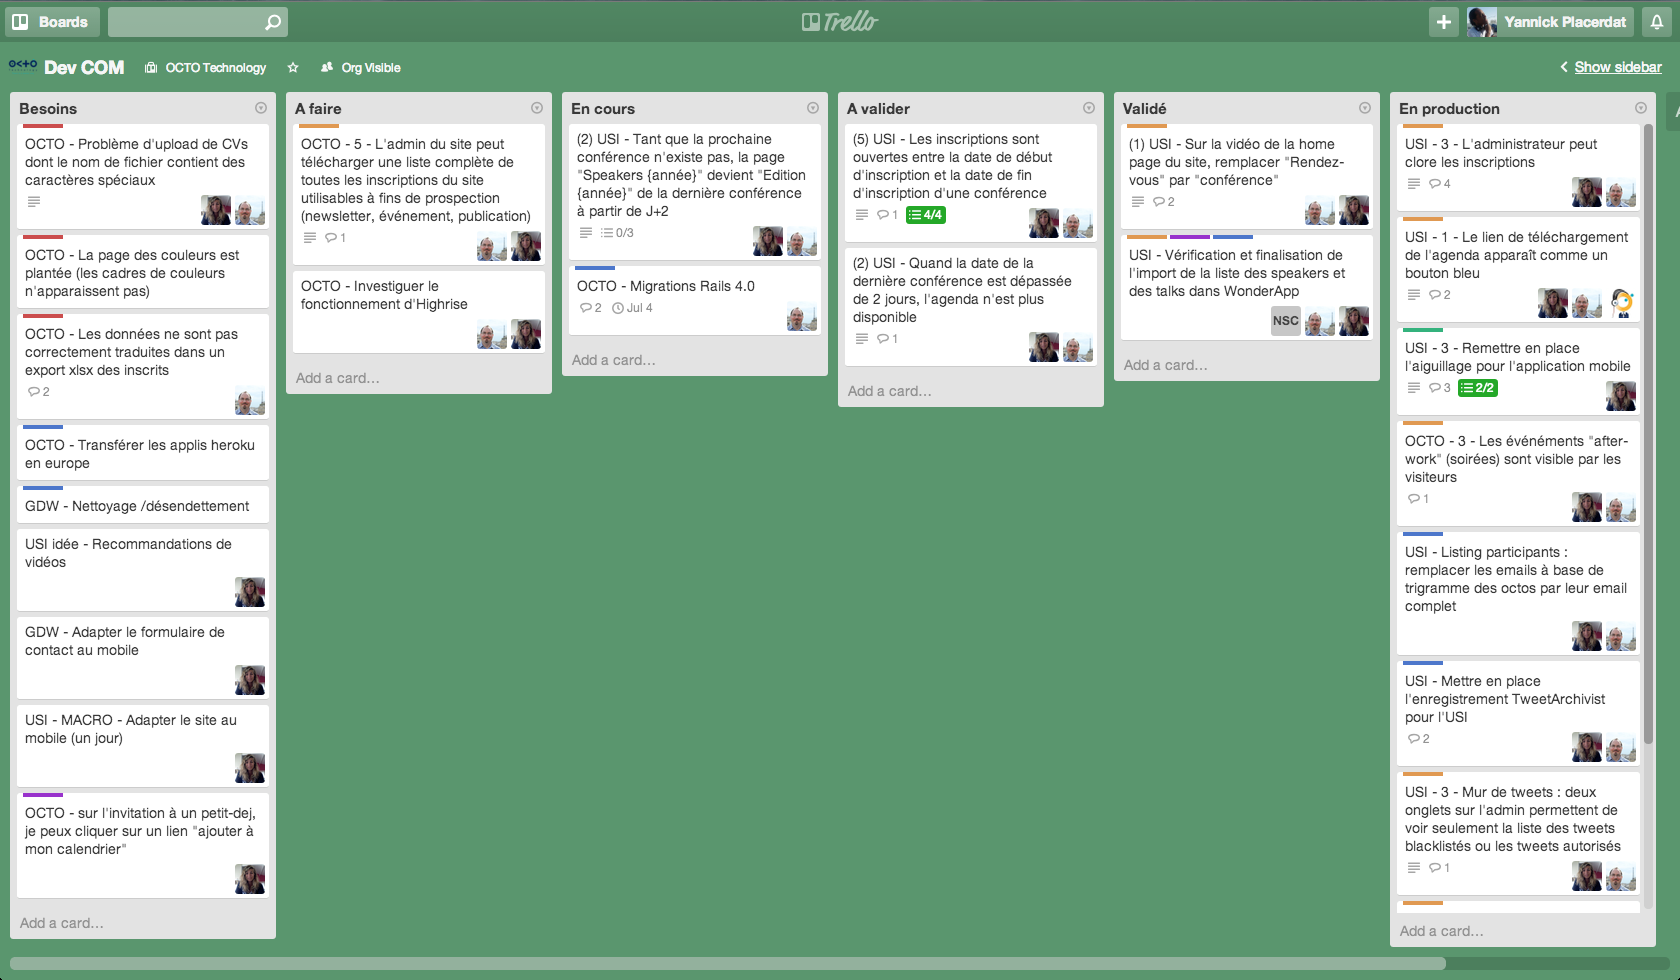 Boards
Trello
Yannick Placerdat
OCTO
Dev COM
OCTO Technology
Org Visible
Show sidebar
Besoins
OCTO - Problème d'upload de CVs
dont le nom de fichier contient des
caractères spéciaux
OCTO - La page des couleurs est
plantée (les cadres de couleurs
n'apparaissent pas)
OCTO - Les données ne sont pas
correctement traduites dans un
export xlsx des inscrits
2
OCTO - Transférer les applis heroku
en europe
GDW - Nettoyage /désendettement
USI idée - Recommandations de
vidéos
GDW - Adapter le formulaire de
contact au mobile
USI - MACRO - Adapter le site au
mobile (un jour)
OCTO - sur l'invitation à un petit-dej,
je peux cliquer sur un lien "ajouter à
mon calendrier"
Add a card…
A faire
OCTO - 5 - L'admin du site peut
télécharger une liste complète de
toutes les inscriptions du site
utilisables à fins de prospection
(newsletter, événement, publication)
1
OCTO - Investiguer le
fonctionnement d'Highrise
Add a card…
En cours
(2) USI - Tant que la prochaine
conférence n'existe pas, la page
"Speakers {année}" devient "Edition
{année}" de la dernière conférence
à partir de J+2
0/3
OCTO - Migrations Rails 4.0
2 Jul 4
Add a card…
A valider
(5) USI - Les inscriptions sont
ouvertes entre la date de début
d'inscription et la date de fin
d'inscription d'une conférence
1 4/4
(2) USI - Quand la date de la
dernière conférence est dépassée
de 2 jours, l'agenda n'est plus
disponible
1
Add a card…
Validé
(1) USI - Sur la vidéo de la home
page du site, remplacer "Rendez-
vous" par "conférence"
2
USI - Vérification et finalisation de
l'import de la liste des speakers et
des talks dans WonderApp
NSC
Add a card…
En production
USI - 3 - L'administrateur peut
clore les inscriptions
4
USI - 1 - Le lien de téléchargement
de l'agenda apparaît comme un
bouton bleu
2
USI - 3 - Remettre en place
l'aiguillage pour l'application mobile
3 2/2
OCTO - 3 - Les événéments "after-
work" (soirées) sont visible par les
visiteurs
1
USI - Listing participants :
remplacer les emails à base de
trigramme des octos par leur email
complet
USI - Mettre en place
l'enregistrement TweetArchivist
pour l'USI
2
USI - 3 - Mur de tweets : deux
onglets sur l'admin permettent de
voir seulement la liste des tweets
blacklistés ou les tweets autorisés
1
Add a card…